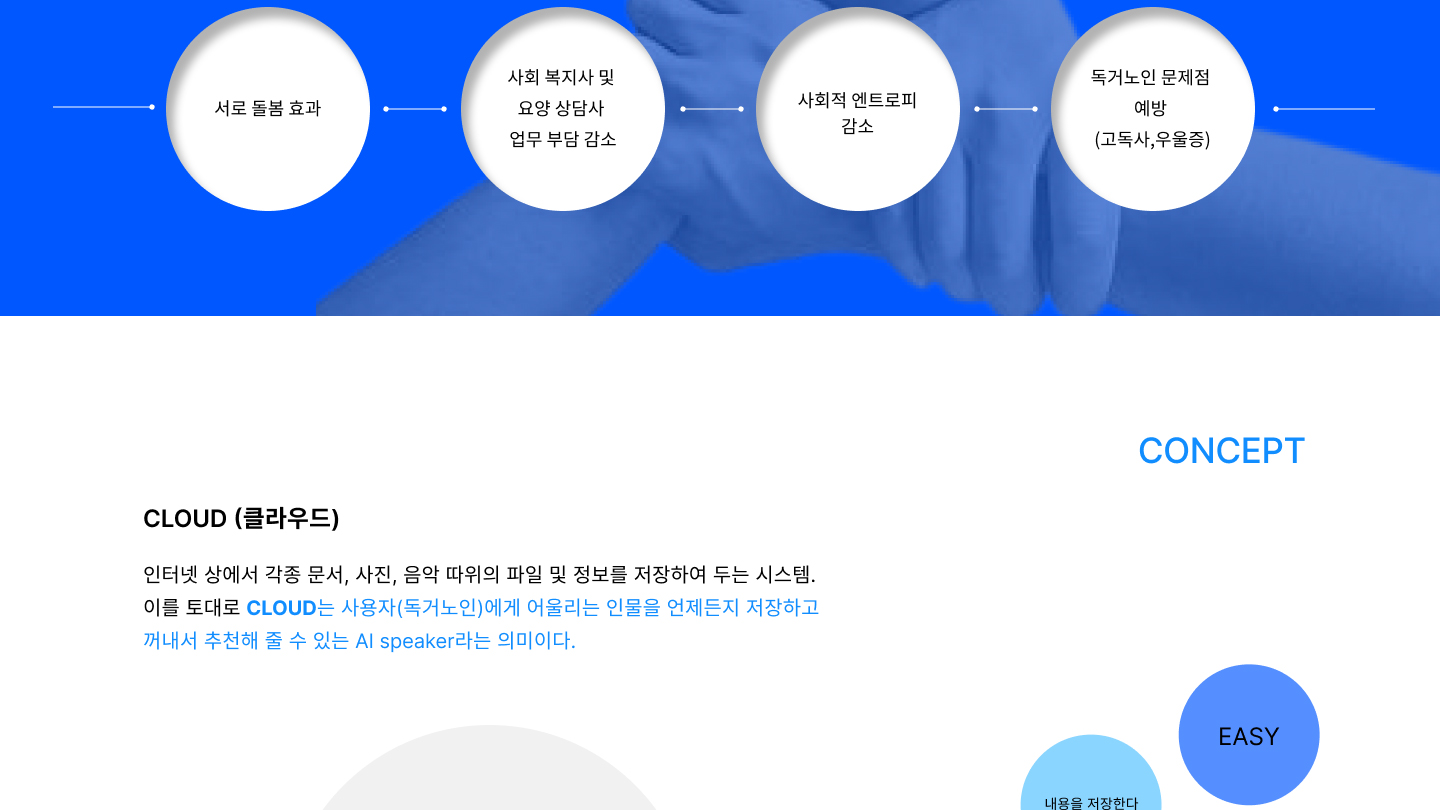 서로 돌봄 효과
사회 복지사 및
요양 상담사
업무 부담 감소
사회적 엔트로피
감소
독거노인 문제점
예방
(고독사,우울증)
CONCEPT
CLOUD (클라우드)
인터넷 상에서 각종 문서, 사진, 음악 따위의 파일 및 정보를 저장하여 두는 시스템.
이를 토대로 CLOUD는 사용자(독거노인)에게 어울리는 인물을 언제든지 저장하고
꺼내서 추천해 줄 수 있는 AI speaker라는 의미이다.
EASY
내용을 저장한다